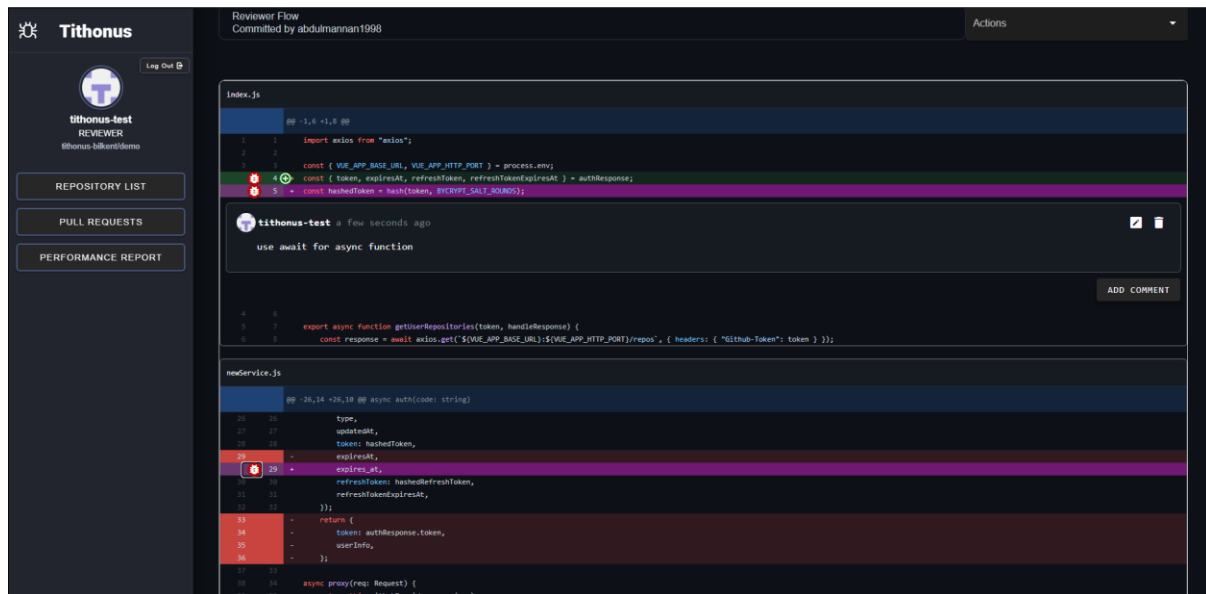 Tithonus
Log Out
tithonus-test
REVIEWER
tithonus-bilkent/demo
REPOSITORY LIST
PULL REQUESTS
PERFORMANCE REPORT
Reviewer Flow
Committed by abdulmannan1998
Actions
index.js
@@ -1,6 +1,8 @@
1 1 import axios from "axios";
2 2
3 3 const { VUE_APP_BASE_URL, VUE_APP_HTTP_PORT } = process.env;
4 + const { token, expiresAt, refreshToken, refreshTokenExpiresAt } = authResponse;
5 + const hashedToken = hash(token, BYCRYPT_SALT_ROUNDS);
tithonus-test a few seconds ago
use await for async function
ADD COMMENT
4 6
5 7 export async function getUserRepositories(token, handleResponse) {
6 8 const response = await axios.get(`${VUE_APP_BASE_URL}:${VUE_APP_HTTP_PORT}/repos`, { headers: { "Github-Token": token } });
newService.js
@@ -26,14 +26,10 @@ async auth(code: string)
26 26 type,
27 27 updatedAt,
28 28 token: hashedToken,
29 - expiresAt,
29 + expires_at,
30 30 refreshToken: hashedRefreshToken,
31 31 refreshTokenExpiresAt,
32 32 });
33 - return {
34 - token: authResponse.token,
35 - userInfo,
36 - };
37 33
38 34 async proxy(req: Request) {